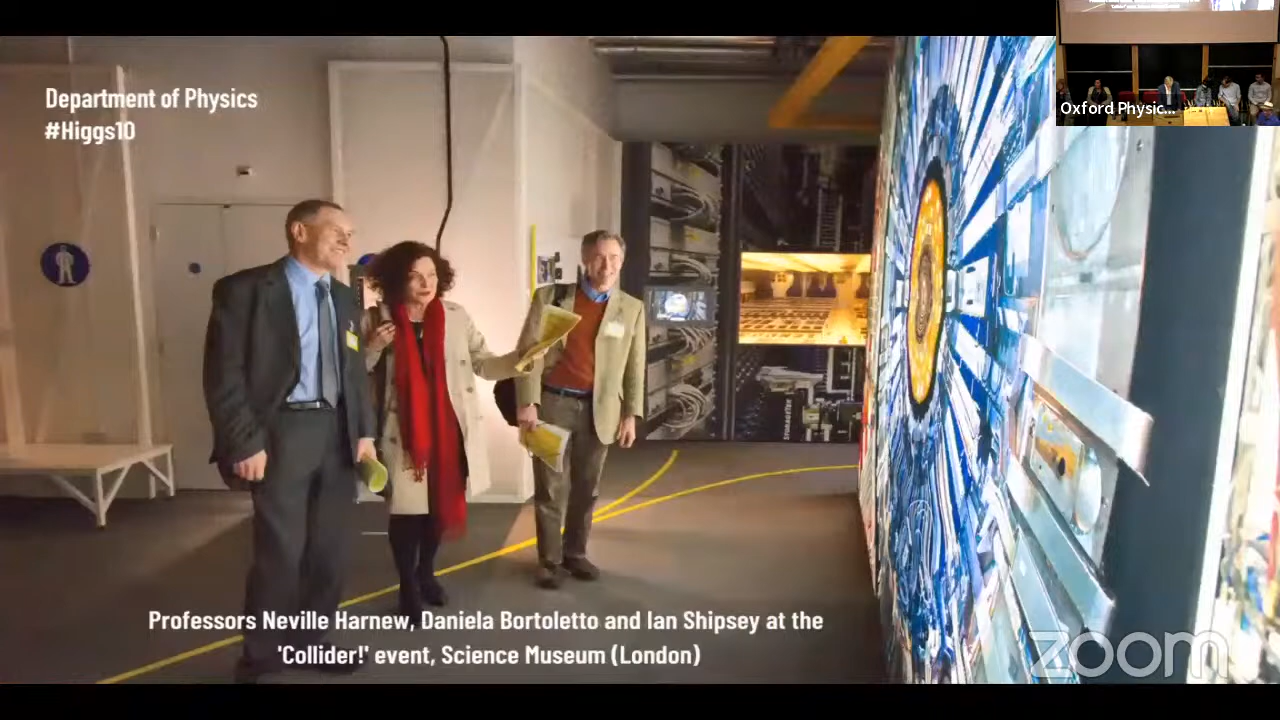 Department of Physics
#Higgs10
Oxford Physic...
Professors Neville Harnew, Daniela Bortoletto and Ian Shipsey at the
'Collider!' event, Science Museum (London)
zoom